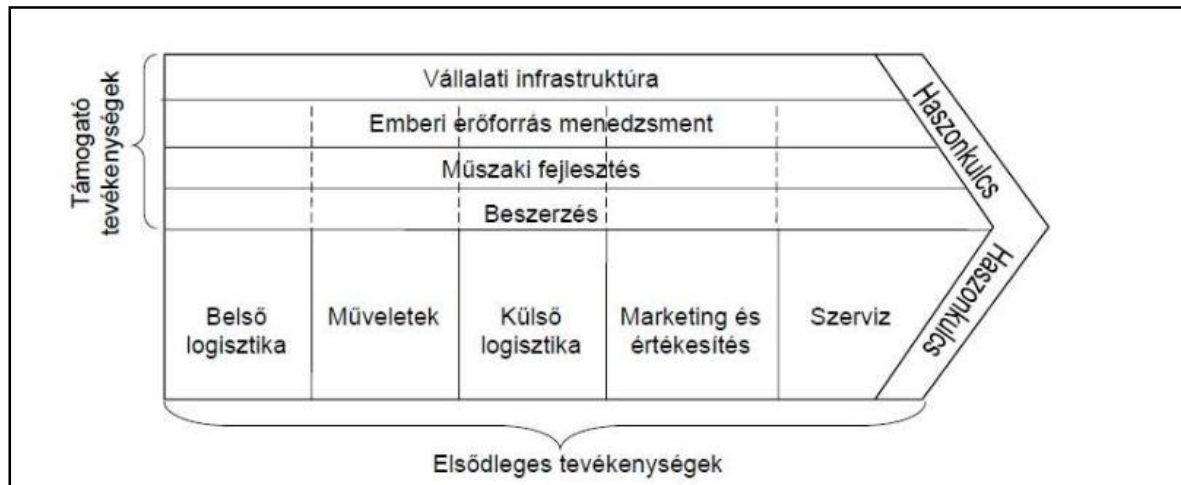 Támogató
tevékenységek
Vállalati infrastruktúra
Emberi erőforrás menedzsment
Műszaki fejlesztés
Beszerzés
Belső
logisztika
Műveletek
Külső
logisztika
Marketing és
értékesítés
Szerviz
Haszonkulcs
Haszonkulcs
Elsődleges tevékenységek